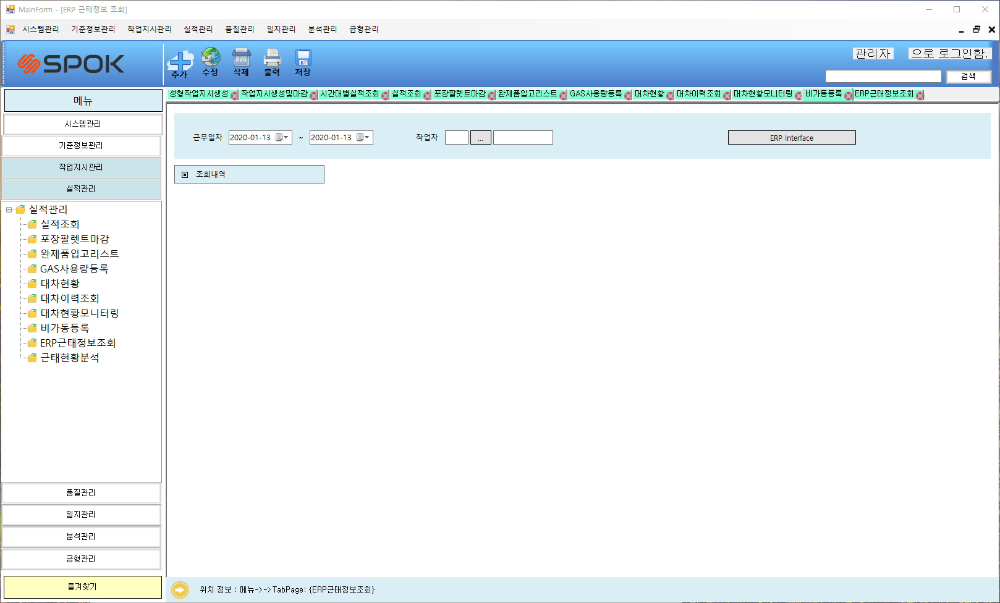 MainForm - [ERP 근태정보 조회]
시스템관리 기준정보관리 작업지시관리 실적관리 품질관리 일지관리 분석관리 금형관리
SPOK
추가 수정 삭제 출력 저장
관리자 으로 로그인함.
검색
메뉴
성형작업지시생성 작업지시생성및마감 시간대별실적조회 실적조회 포장팔렛트마감 완제품입고리스트 GAS사용량등록 대차현황 대차이력조회 대차현황모니터링 비가동등록 ERP근태정보조회
시스템관리
기준정보관리
작업지시관리
실적관리
실적관리
실적조회
포장팔렛트마감
완제품입고리스트
GAS사용량등록
대차현황
대차이력조회
대차현황모니터링
비가동등록
ERP근태정보조회
근태현황분석
품질관리
일지관리
분석관리
금형관리
즐겨찾기
근무일자 2020-01-13 ~ 2020-01-13 작업자 ... ERP Interface
조회내역
위치 정보 : 메뉴->->TabPage: {ERP근태정보조회}